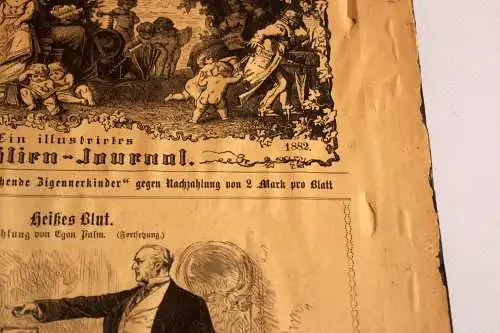 Ein illustrirtes
ilien-Journal.
1882.
hende Zigeunerkinder" gegen Nachzahlung von 2 Mark pro Blatt
Heißes Blut.
hlung von Egon Palm. (Fortsetzung.)